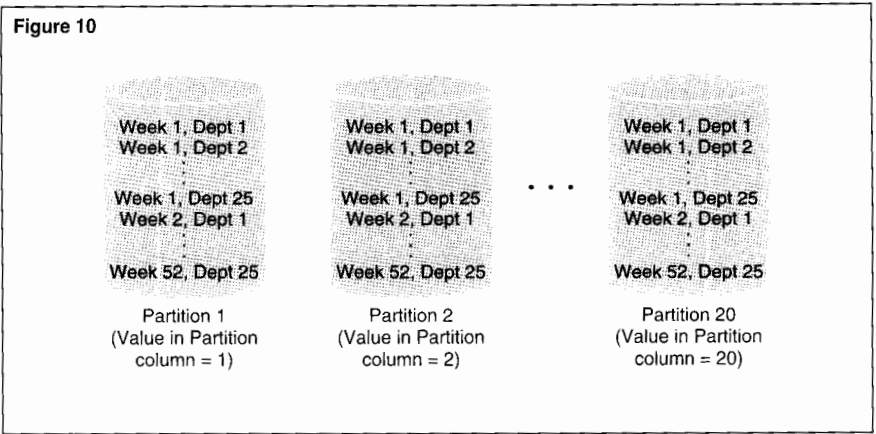 Figure 10
Week 1, Dept 1
Week 1, Dept 2
Week 1, Dept 25
Week 2, Dept 1
Week 52, Dept 25
Partition 1
(Value in Partition
column = 1)
Week 1, Dept 1
Week 1, Dept 2
Week 1, Dept 25
Week 2, Dept 1
Week 52, Dept 25
Partition 2
(Value in Partition
column = 2)
. . .
Week 1, Dept 1
Week 1, Dept 2
Week 1, Dept 25
Week 2, Dept 1
Week 52, Dept 25
Partition 20
(Value in Partition
column = 20)